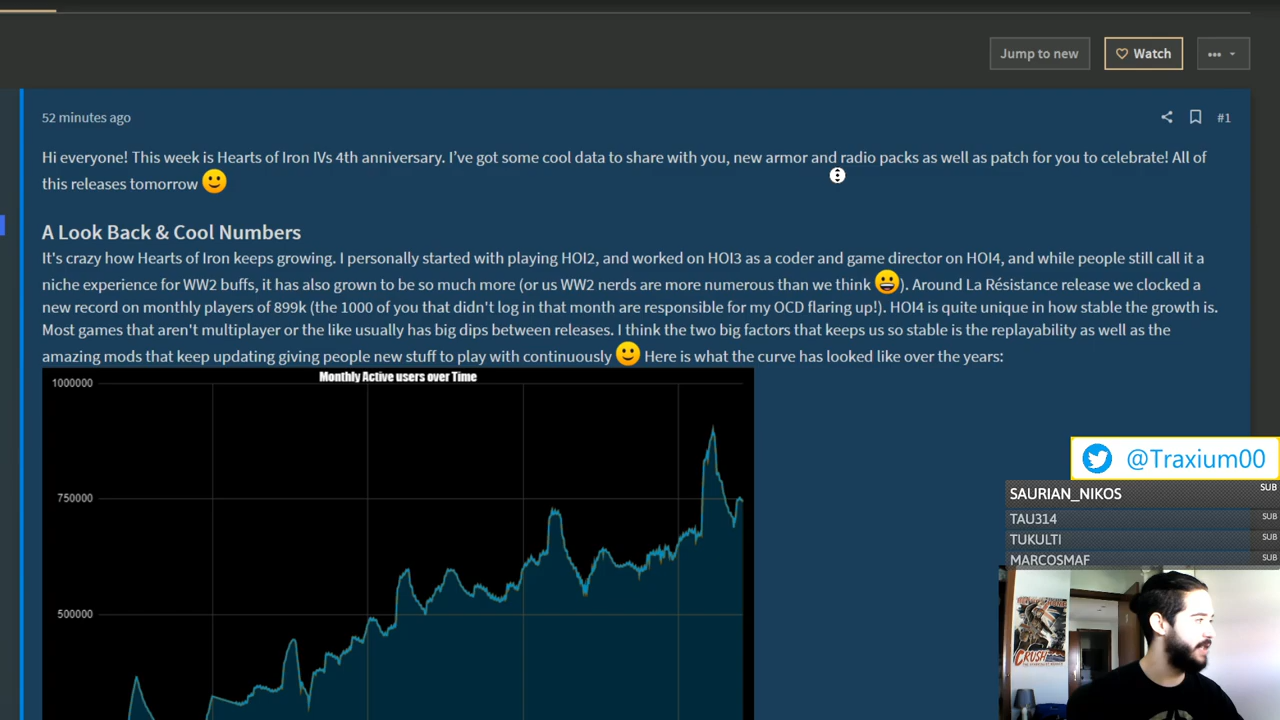 Jump to new
Watch
52 minutes ago
#1
Hi everyone! This week is Hearts of Iron IVs 4th anniversary. I've got some cool data to share with you, new armor and radio packs as well as patch for you to celebrate! All of
this releases tomorrow
A Look Back & Cool Numbers
It's crazy how Hearts of Iron keeps growing. I personally started with playing HOI2, and worked on HOI3 as a coder and game director on HOI4, and while people still call it a
niche experience for WW2 buffs, it has also grown to be so much more (or us WW2 nerds are more numerous than we think ). Around La Résistance release we clocked a
new record on monthly players of 899k (the 1000 of you that didn't log in that month are responsible for my OCD flaring up!). HOI4 is quite unique in how stable the growth is.
Most games that aren't multiplayer or the like usually has big dips between releases. I think the two big factors that keeps us so stable is the replayability as well as the
amazing mods that keep updating giving people new stuff to play with continuously Here is what the curve has looked like over the years:
Monthly Active users over Time
1000000
750000
500000
@Traxium00
SAURIAN_NIKOS SUB
TAU314 SUB
TUKULTI SUB
MARCOSMAF SUB
CRUSH